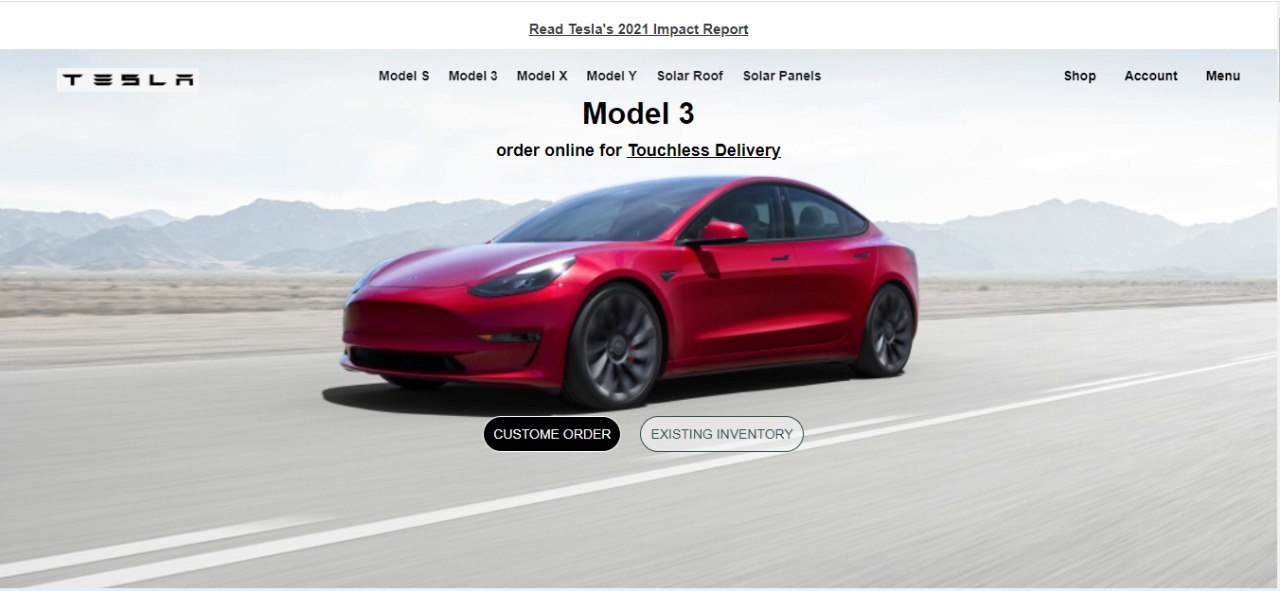 Read Tesla's 2021 Impact Report
TESLA Model S Model 3 Model X Model Y Solar Roof Solar Panels Shop Account Menu
Model 3
order online for Touchless Delivery
CUSTOME ORDER EXISTING INVENTORY